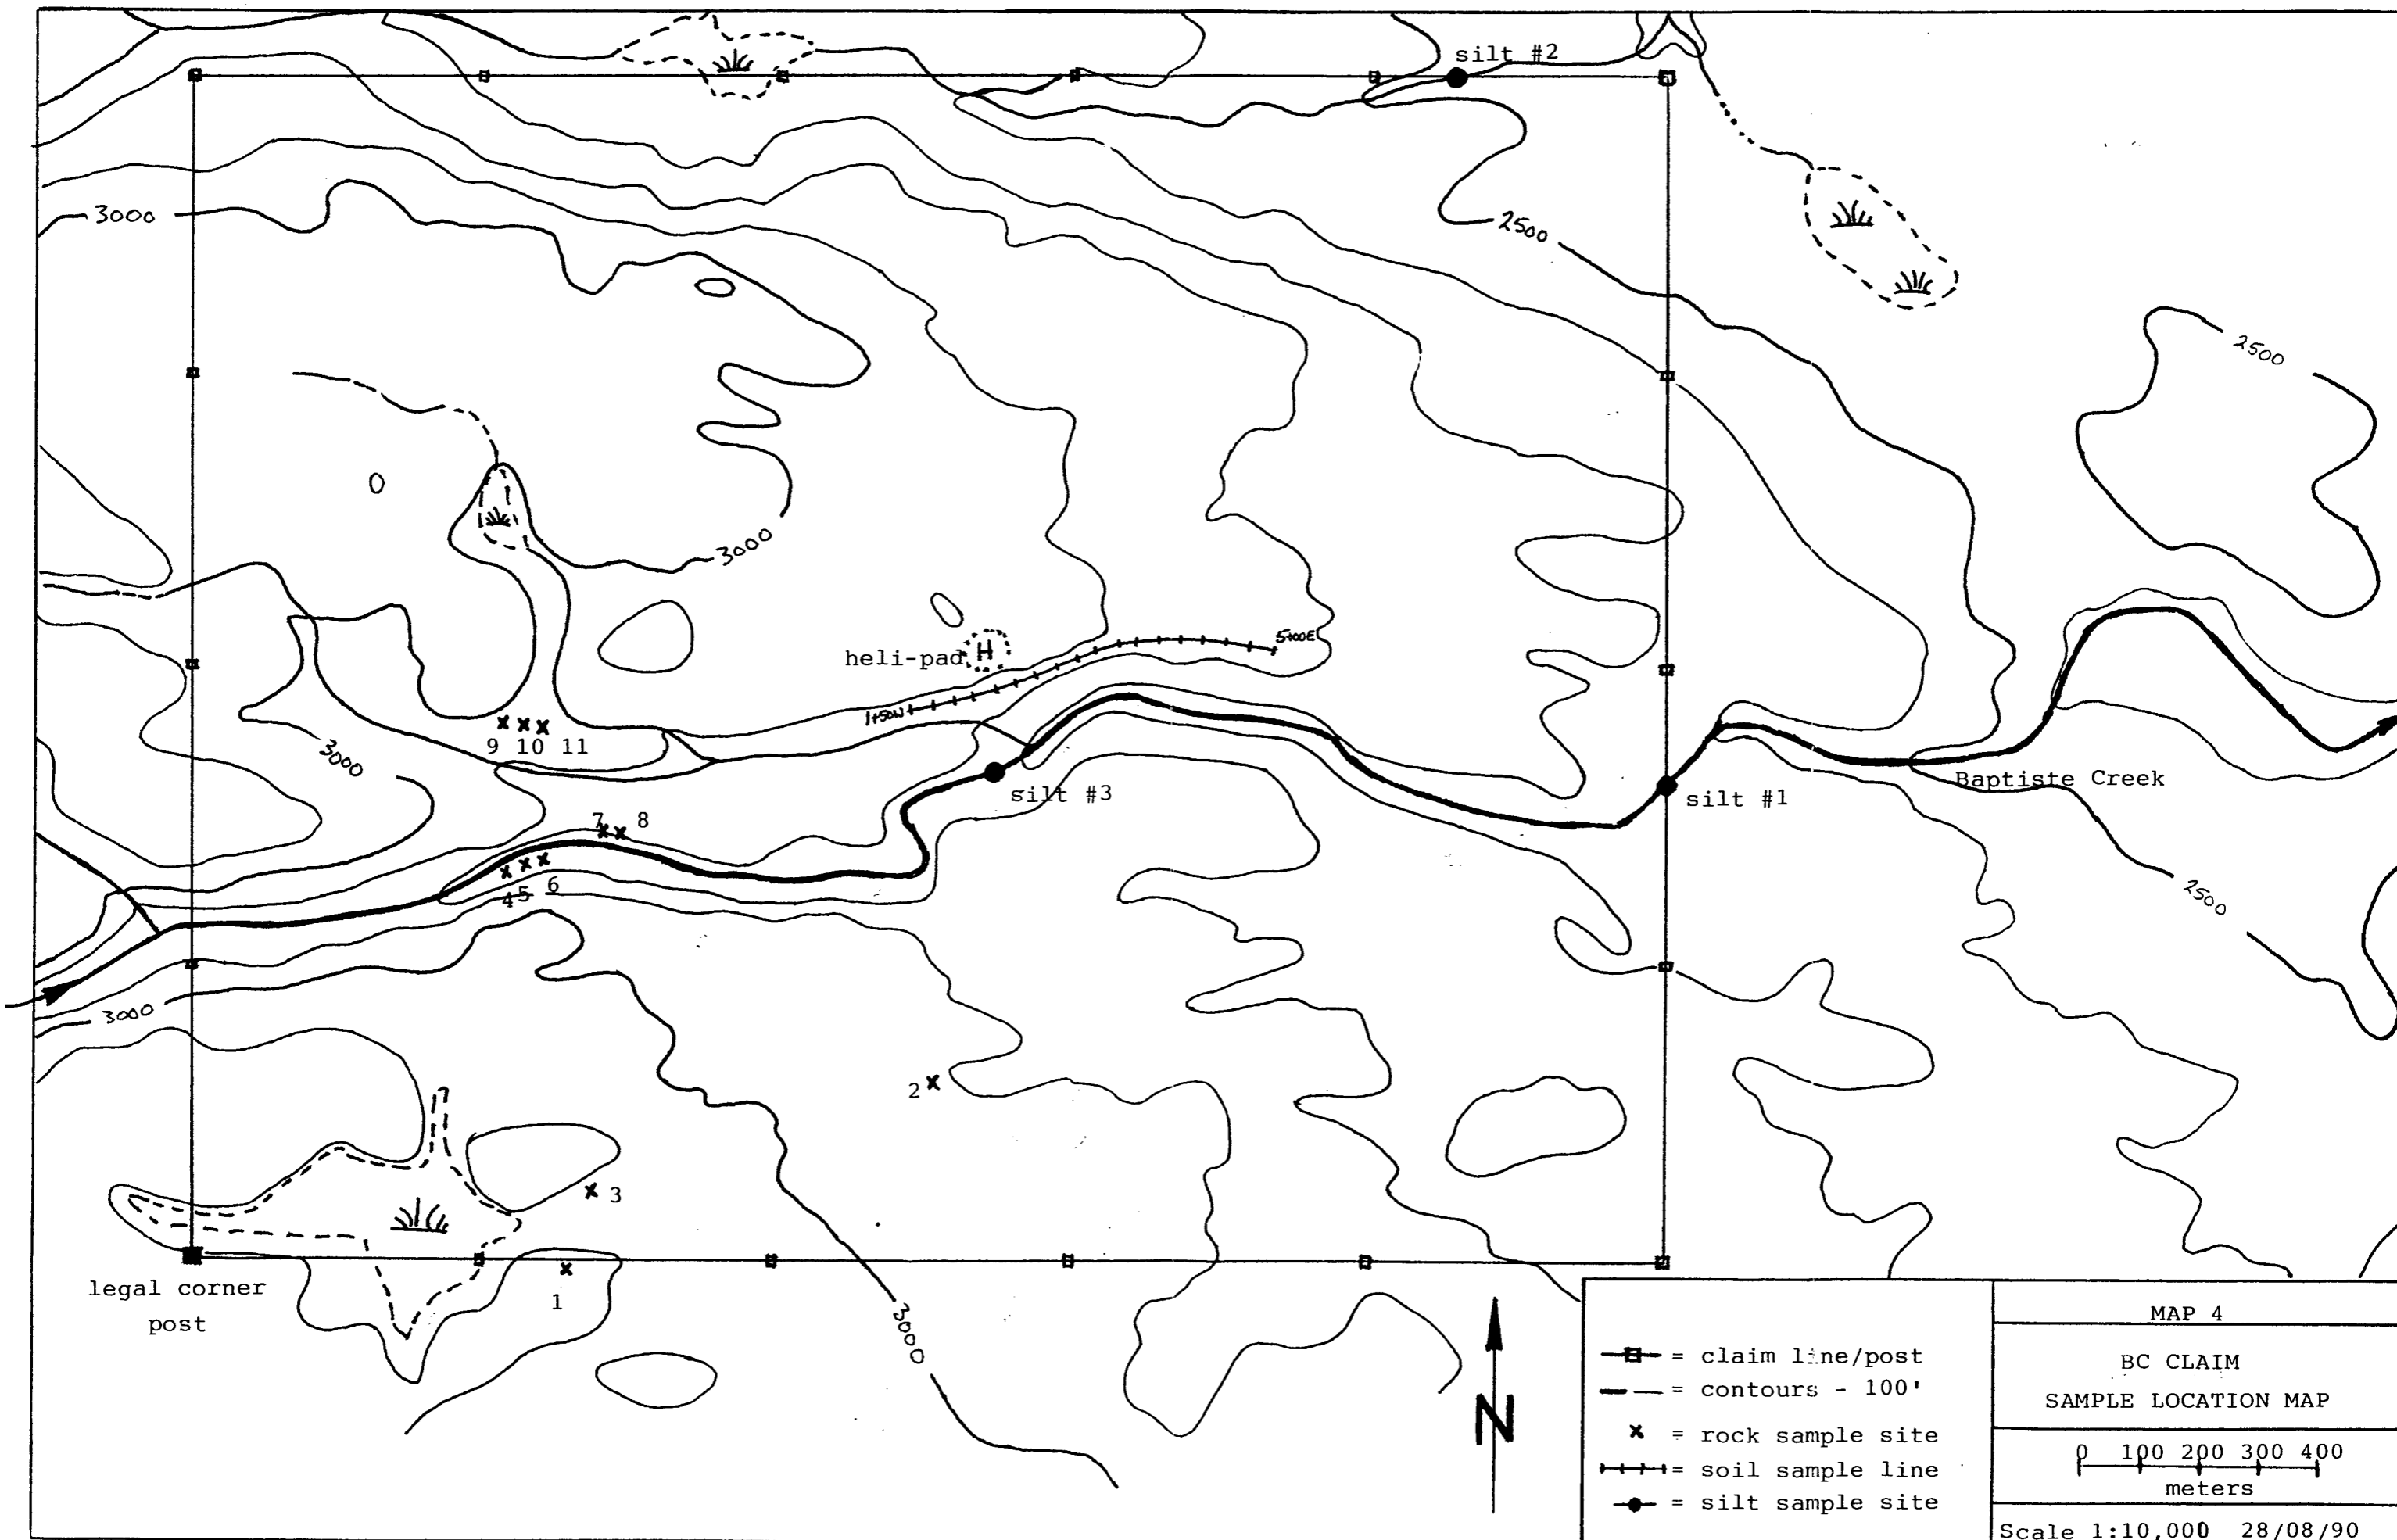 silt #2
3000
2500
2500
3000
heli-pad
H
5+00E
1+50W
9 10 11
3000
silt #3
silt #1
Baptiste Creek
7 8
4 5 6
2500
3000
2
3
legal corner
post
1
3000
N
= claim line/post
= contours - 100'
x = rock sample site
= soil sample line
= silt sample site
MAP 4
BC CLAIM
SAMPLE LOCATION MAP
0 100 200 300 400
meters
Scale 1:10,000 28/08/90